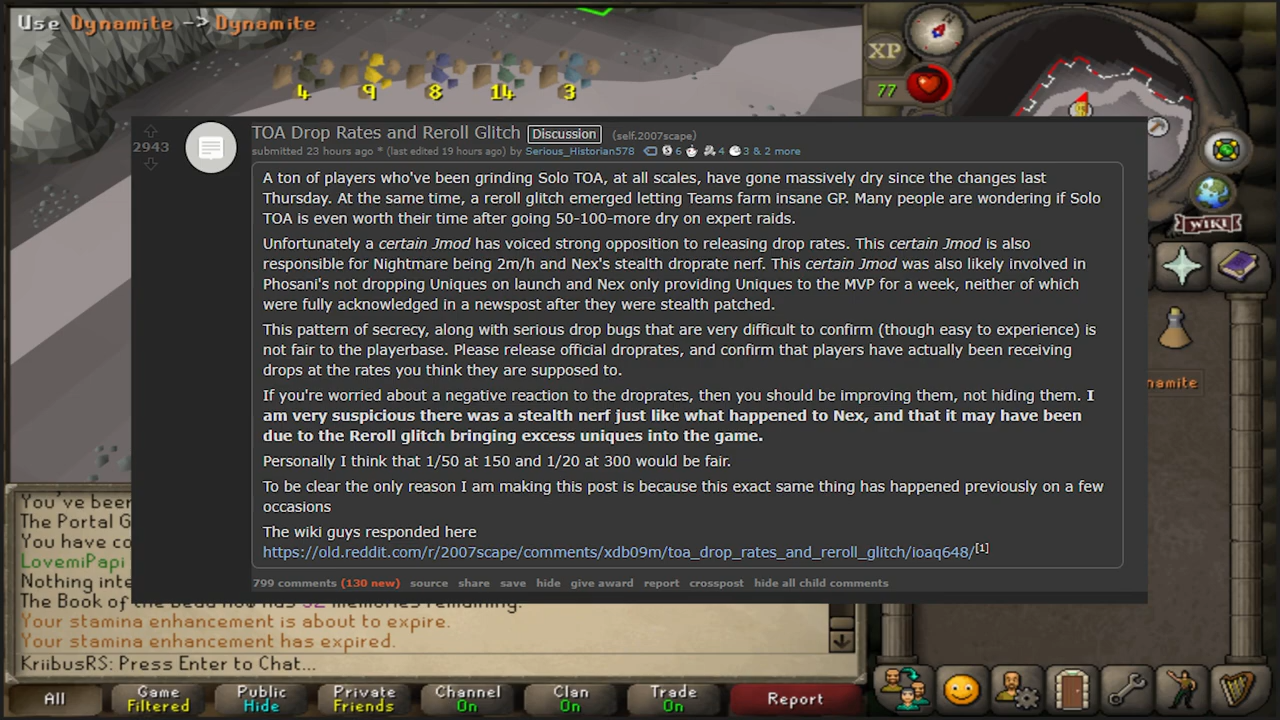 Use Dynamite -> Dynamite
4 9 8 14 3
XP
77
WIKI
2943
TOA Drop Rates and Reroll Glitch Discussion (self.2007scape)
submitted 23 hours ago * (last edited 19 hours ago) by Serious_Historian578 6 4 3 & 2 more
A ton of players who've been grinding Solo TOA, at all scales, have gone massively dry since the changes last
Thursday. At the same time, a reroll glitch emerged letting Teams farm insane GP. Many people are wondering if Solo
TOA is even worth their time after going 50-100-more dry on expert raids.
Unfortunately a certain Jmod has voiced strong opposition to releasing drop rates. This certain Jmod is also
responsible for Nightmare being 2m/h and Nex's stealth droprate nerf. This certain Jmod was also likely involved in
Phosani's not dropping Uniques on launch and Nex only providing Uniques to the MVP for a week, neither of which
were fully acknowledged in a newspost after they were stealth patched.
This pattern of secrecy, along with serious drop bugs that are very difficult to confirm (though easy to experience) is
not fair to the playerbase. Please release official droprates, and confirm that players have actually been receiving
drops at the rates you think they are supposed to.
If you're worried about a negative reaction to the droprates, then you should be improving them, not hiding them. I
am very suspicious there was a stealth nerf just like what happened to Nex, and that it may have been
due to the Reroll glitch bringing excess uniques into the game.
Personally I think that 1/50 at 150 and 1/20 at 300 would be fair.
To be clear the only reason I am making this post is because this exact same thing has happened previously on a few
occasions
The wiki guys responded here
https://old.reddit.com/r/2007scape/comments/xdb09m/toa_drop_rates_and_reroll_glitch/ioaq648/[1]
799 comments (130 new) source share save hide give award report crosspost hide all child comments
namite
You've been
The Portal G
You have co
LovemiPapi
Nothing inte
The Book of the Dead now has 52 memories remaining.
Your stamina enhancement is about to expire.
Your stamina enhancement has expired.
KriibusRS: Press Enter to Chat...
All Game Filtered Public Hide Private Friends Channel On Clan On Trade On Report